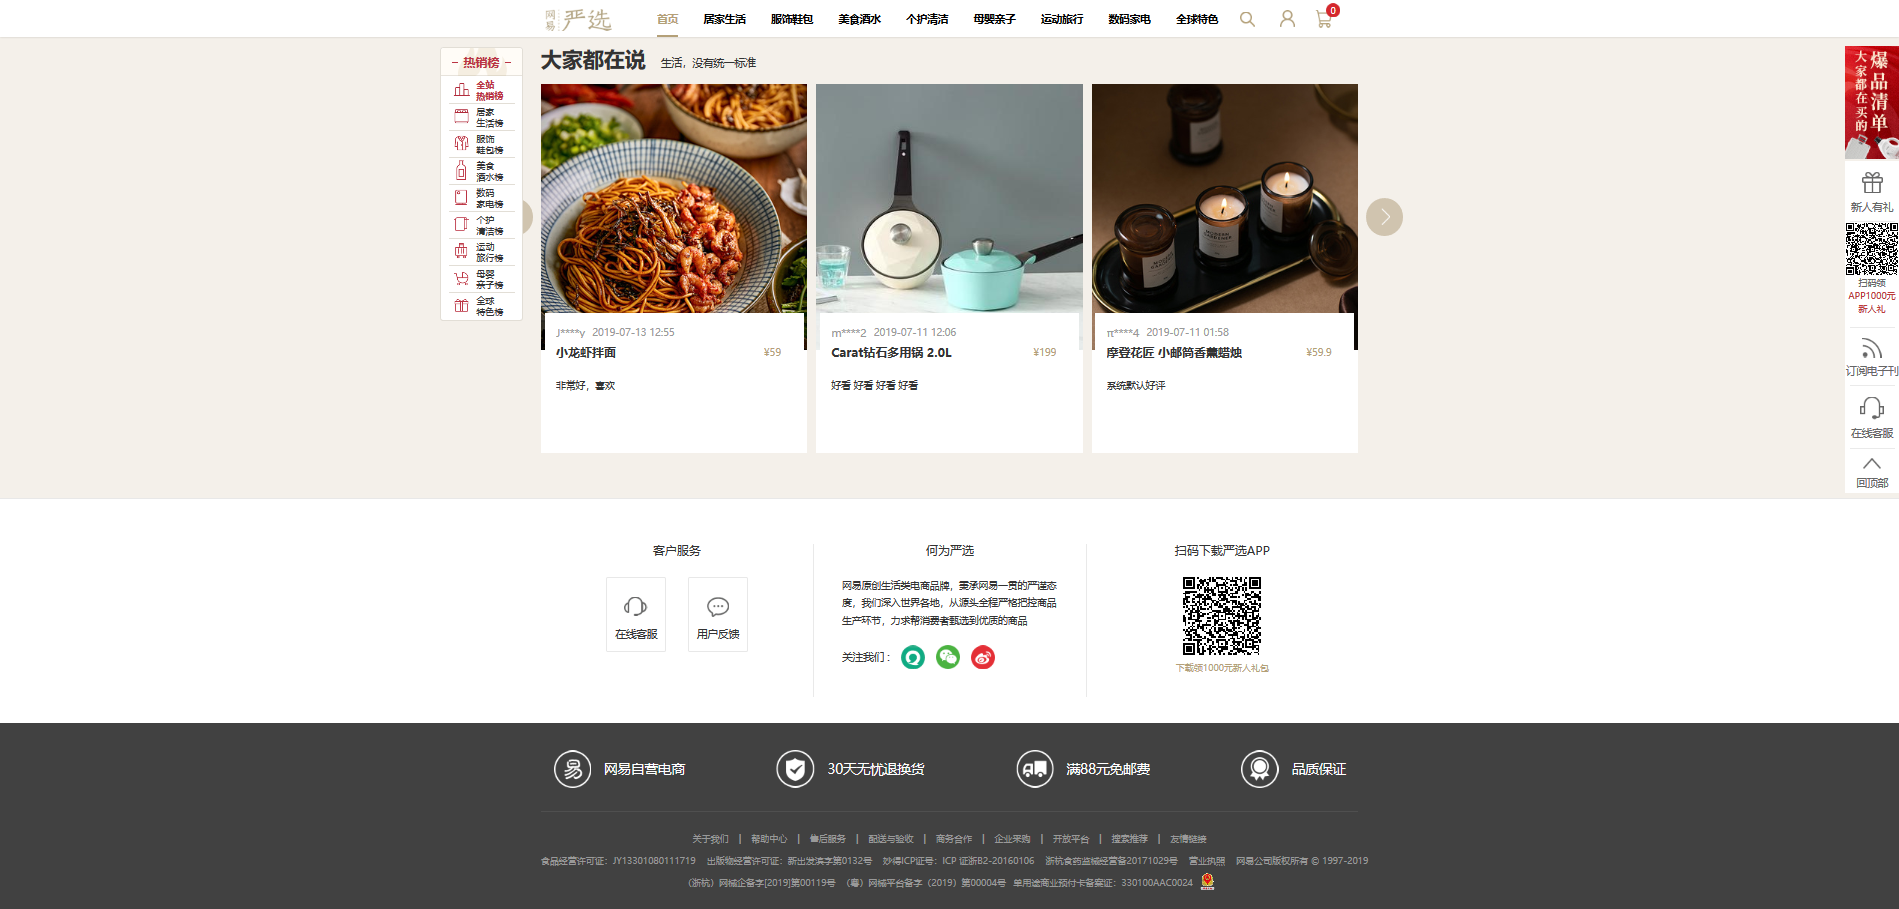 网易严选
首页 居家生活 服饰鞋包 美食酒水 个护清洁 母婴亲子 运动旅行 数码家电 全球特色
0
热销榜
全站
热销榜
居家
生活榜
服饰
鞋包榜
美食
酒水榜
数码
家电榜
个护
清洁榜
运动
旅行榜
母婴
亲子榜
全球
特色榜
大家都在说 生活，没有统一标准
J****y 2019-07-13 12:55
小龙虾拌面 ¥59
非常好，喜欢
m****2 2019-07-11 12:06
Carat钻石多用锅 2.0L ¥199
好看 好看 好看 好看
π****4 2019-07-11 01:58
摩登花匠 小邮筒香薰蜡烛 ¥59.9
系统默认好评
爆品清单
大家都在买的
新人有礼
扫码领
APP1000元
新人礼
订阅电子刊
在线客服
回顶部
客户服务
在线客服
用户反馈
何为严选
网易原创生活类电商品牌，秉承网易一贯的严谨态
度，我们深入世界各地，从源头全程严格把控商品
生产环节，力求帮消费者甄选到优质的商品
关注我们：
扫码下载严选APP
下载领1000元新人礼包
网易自营电商 30天无忧退换货 满88元免邮费 品质保证
关于我们 | 帮助中心 | 售后服务 | 配送与验收 | 商务合作 | 企业采购 | 开放平台 | 搜索推荐 | 友情链接
食品经营许可证：JY13301080111719 出版物经营许可证：新出发滨字第0132号 妙得ICP证号：ICP 证浙B2-20160106 浙杭食药监械经营备20171029号 营业执照 网易公司版权所有 © 1997-2019
（浙杭）网械企备字[2019]第00119号 （粤）网械平台备字（2019）第00004号 单用途商业预付卡备案证：330100AAC0024